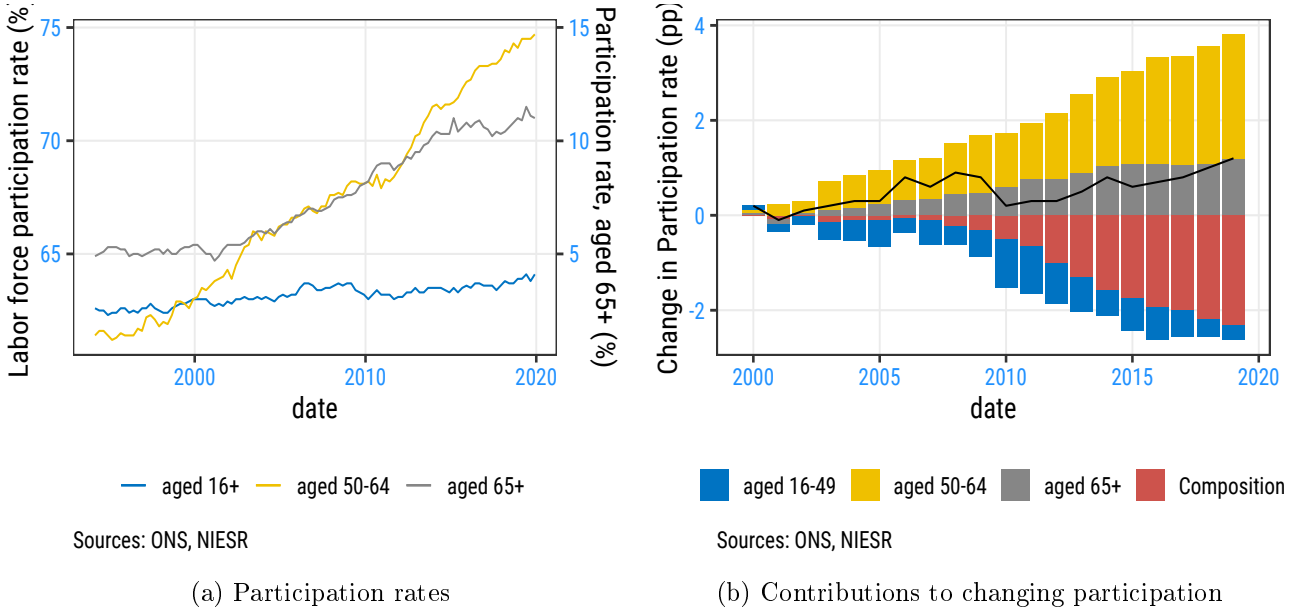 Labor force participation rate (%
75
70
65
15
10
5
Participation rate, aged 65+ (%)
2000
2010
2020
date
aged 16+
aged 50-64
aged 65+
Sources: ONS, NIESR
(a) Participation rates
Change in Participation rate (pp)
4
2
0
-2
2000
2005
2010
2015
2020
date
aged 16-49
aged 50-64
aged 65+
Composition
Sources: ONS, NIESR
(b) Contributions to changing participation